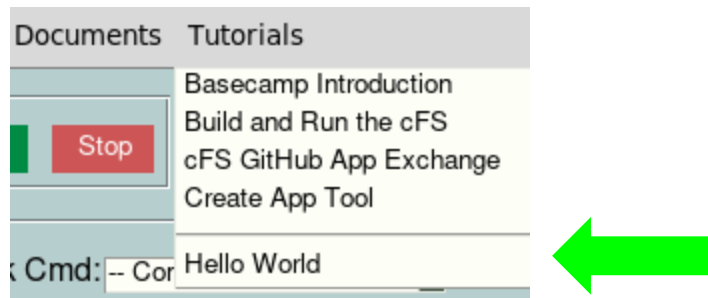 Documents Tutorials
Basecamp Introduction
Build and Run the cFS
Stop
cFS GitHub App Exchange
Create App Tool
Hello World
Cmd: -- Cor